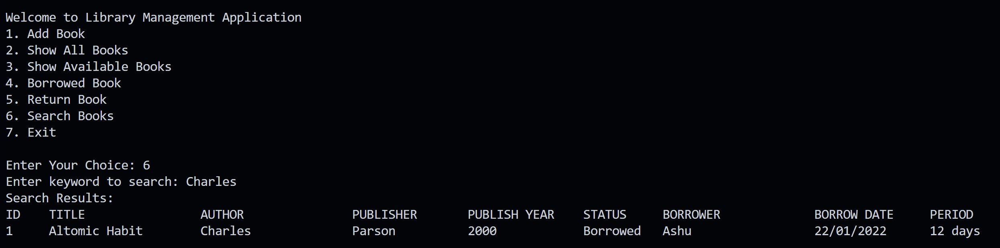 Welcome to Library Management Application
1. Add Book
2. Show All Books
3. Show Available Books
4. Borrowed Book
5. Return Book
6. Search Books
7. Exit
Enter Your Choice: 6
Enter keyword to search: Charles
Search Results:
ID TITLE AUTHOR PUBLISHER PUBLISH YEAR STATUS BORROWER BORROW DATE PERIOD
1 Altomic Habit Charles Parson 2000 Borrowed Ashu 22/01/2022 12 days